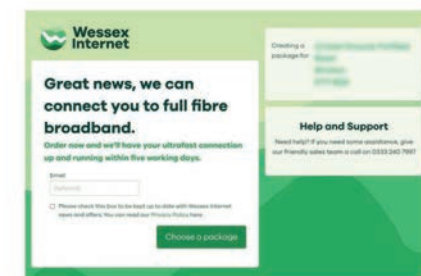 Wessex
Internet
Great news, we can
connect you to full fibre
broadband.
Order now and we'll have your ultrafast connection
up and running within five working days.
Email
Please check this box to be kept up to date with Wessex Internet
news and offers. You can read our Privacy Policy here.
Choose a package
Creating a
package for
Help and Support
Need help? If you need some assistance, give
our friendly sales team a call on 0333 240 7997